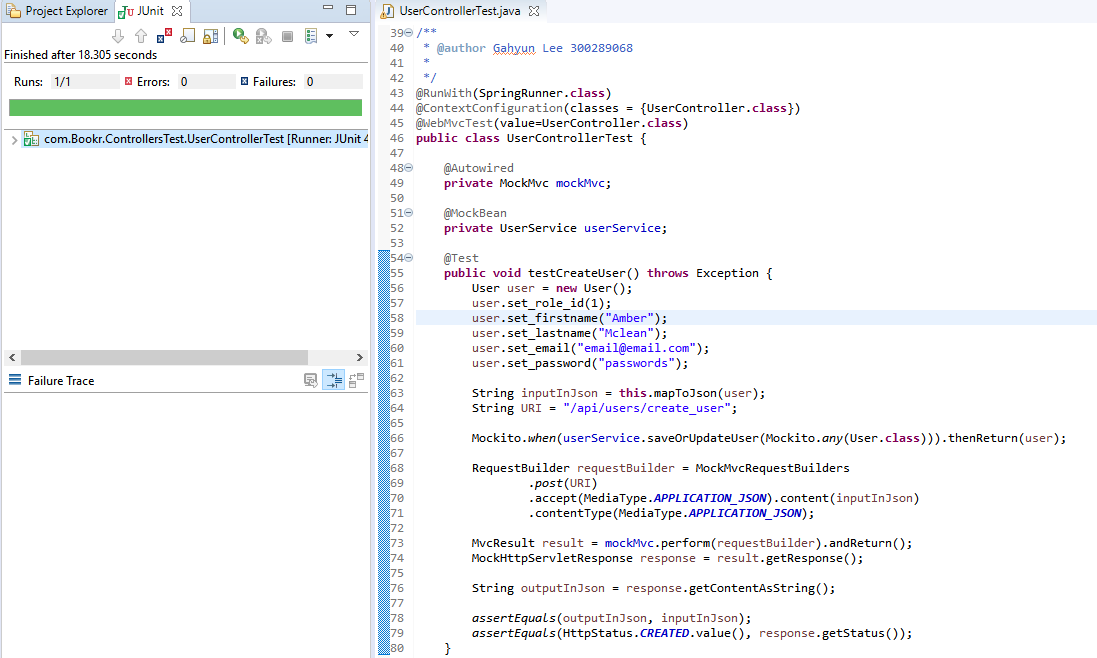 Project Explorer JUnit
Finished after 18.305 seconds
Runs: 1/1 Errors: 0 Failures: 0
com.Bookr.ControllersTest.UserControllerTest [Runner: JUnit 4
Failure Trace
UserControllerTest.java
39 /**
40 * @author Gahyun Lee 300289068
41 *
42 */
43 @RunWith(SpringRunner.class)
44 @ContextConfiguration(classes = {UserController.class})
45 @WebMvcTest(value=UserController.class)
46 public class UserControllerTest {
47
48 @Autowired
49 private MockMvc mockMvc;
50
51 @MockBean
52 private UserService userService;
53
54 @Test
55 public void testCreateUser() throws Exception {
56 User user = new User();
57 user.set_role_id(1);
58 user.set_firstname("Amber");
59 user.set_lastname("Mclean");
60 user.set_email("email@email.com");
61 user.set_password("passwords");
62
63 String inputInJson = this.mapToJson(user);
64 String URI = "/api/users/create_user";
65
66 Mockito.when(userService.saveOrUpdateUser(Mockito.any(User.class))).thenReturn(user);
67
68 RequestBuilder requestBuilder = MockMvcRequestBuilders
69 .post(URI)
70 .accept(MediaType.APPLICATION_JSON).content(inputInJson)
71 .contentType(MediaType.APPLICATION_JSON);
72
73 MvcResult result = mockMvc.perform(requestBuilder).andReturn();
74 MockHttpServletResponse response = result.getResponse();
75
76 String outputInJson = response.getContentAsString();
77
78 assertEquals(outputInJson, inputInJson);
79 assertEquals(HttpStatus.CREATED.value(), response.getStatus());
80 }